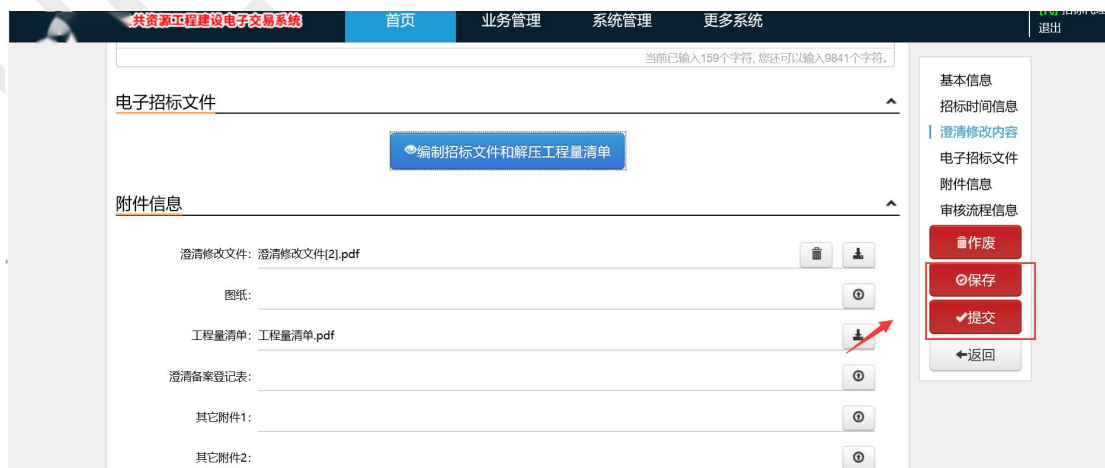 共资源工程建设电子交易系统
首页
业务管理
系统管理
更多系统
退出
当前已输入159个字符, 您还可以输入9841个字符。
电子招标文件
编制招标文件和解压工程量清单
附件信息
澄清修改文件: 澄清修改文件[2].pdf
图纸:
工程量清单: 工程量清单.pdf
澄清备案登记表:
其它附件1:
其它附件2:
基本信息
招标时间信息
澄清修改内容
电子招标文件
附件信息
审核流程信息
作废
保存
提交
返回